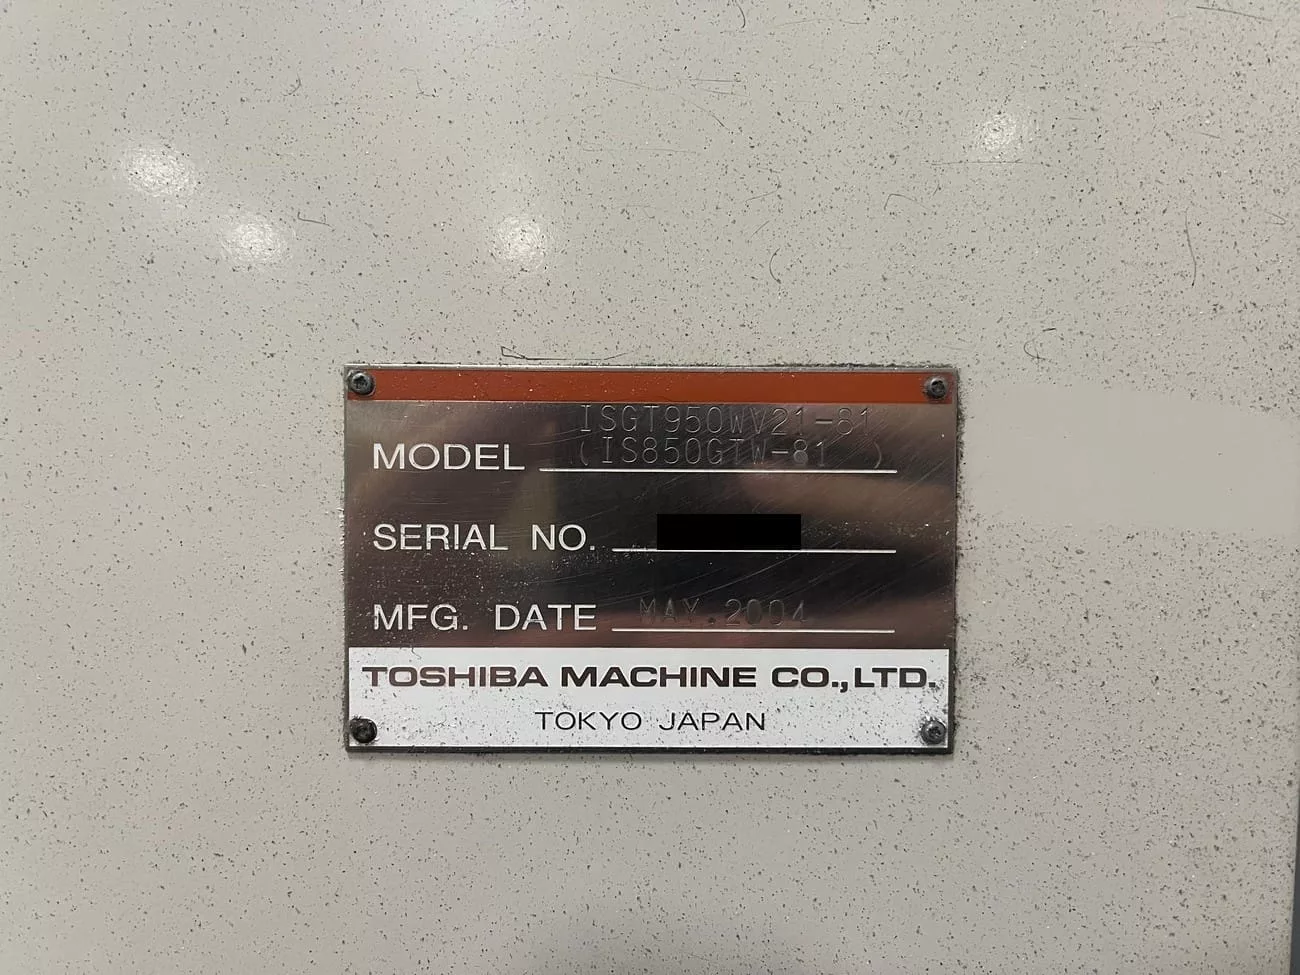 ISGT950WV21-81
MODEL (IS850GTW-81 )
SERIAL NO.
MFG. DATE MAY.2004
TOSHIBA MACHINE CO.,LTD.
TOKYO JAPAN